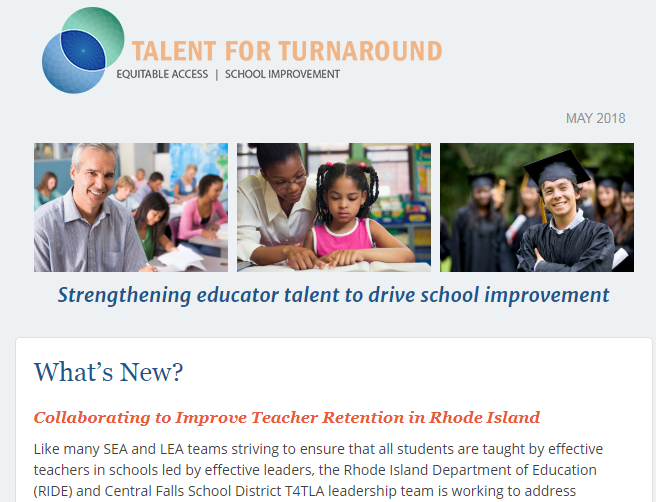 TALENT FOR TURNAROUND
EQUITABLE ACCESS | SCHOOL IMPROVEMENT
MAY 2018
Strengthening educator talent to drive school improvement
What's New?
Collaborating to Improve Teacher Retention in Rhode Island
Like many SEA and LEA teams striving to ensure that all students are taught by effective
teachers in schools led by effective leaders, the Rhode Island Department of Education
(RIDE) and Central Falls School District T4TLA leadership team is working to address